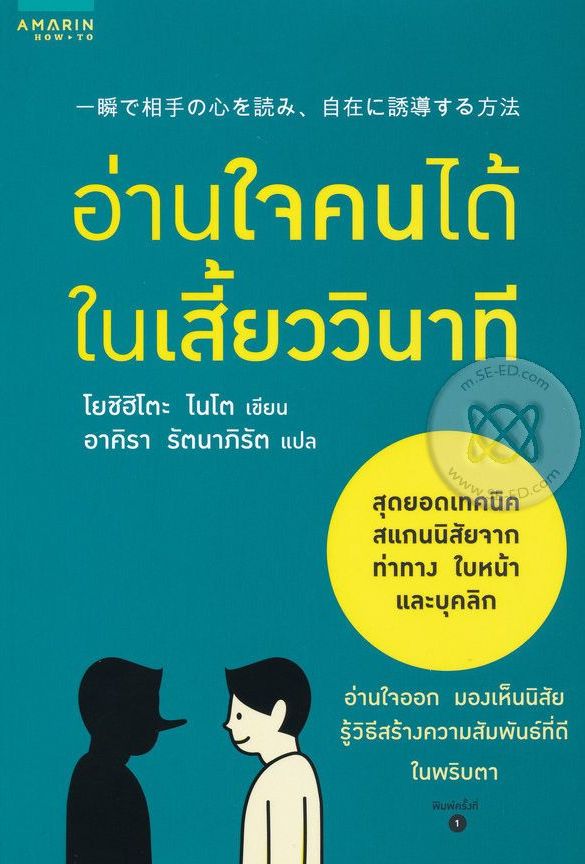 AMARIN
HOW▸TO
一瞬で相手の心を読み、自在に誘導する方法
อ่านใจคนได้
ในเสี้ยววินาที
โยชิฮิโตะ ไนโต เขียน
อาคิรา รัตนาภิรัต แปล
m.SE-ED.com
www.SE-ED.com
สุดยอดเทคนิค
สแกนนิสัยจาก
ท่าทาง ใบหน้า
และบุคลิก
อ่านใจออก มองเห็นนิสัย
รู้วิธีสร้างความสัมพันธ์ที่ดี
ในพริบตา
พิมพ์ครั้งที่
1